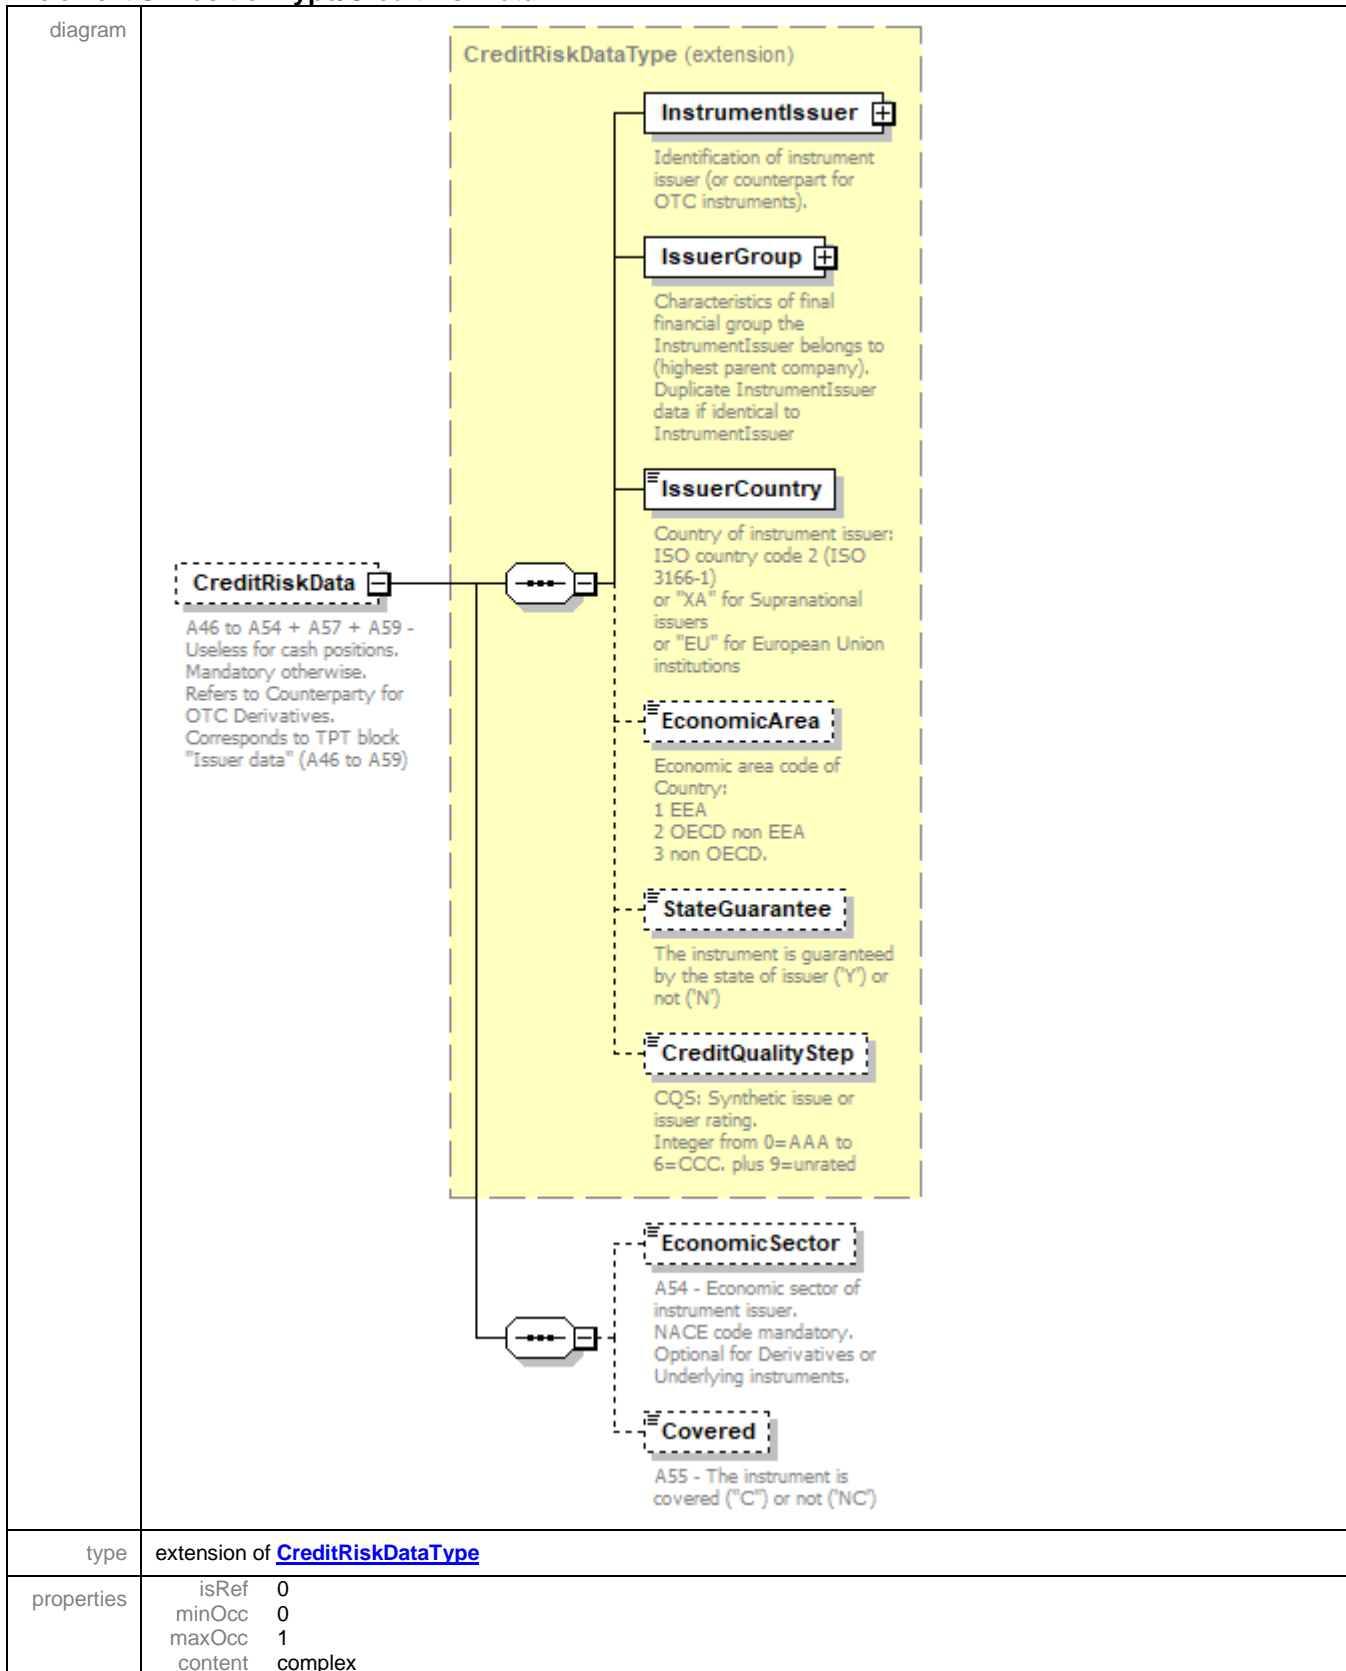 diagram
CreditRiskDataType (extension)
InstrumentIssuer
Identification of instrument
issuer (or counterpart for
OTC instruments).
IssuerGroup
Characteristics of final
financial group the
InstrumentIssuer belongs to
(highest parent company).
Duplicate InstrumentIssuer
data if identical to
InstrumentIssuer
IssuerCountry
Country of instrument issuer:
ISO country code 2 (ISO
3166-1)
or "XA" for Supranational
issuers
or "EU" for European Union
institutions
CreditRiskData
A46 to A54 + A57 + A59 -
Useless for cash positions.
Mandatory otherwise.
Refers to Counterparty for
OTC Derivatives.
Corresponds to TPT block
"Issuer data" (A46 to A59)
EconomicArea
Economic area code of
Country:
1 EEA
2 OECD non EEA
3 non OECD.
StateGuarantee
The instrument is guaranteed
by the state of issuer ('Y') or
not ('N')
CreditQualityStep
CQS: Synthetic issue or
issuer rating.
Integer from 0=AAA to
6=CCC. plus 9=unrated
EconomicSector
A54 - Economic sector of
instrument issuer.
NACE code mandatory.
Optional for Derivatives or
Underlying instruments.
Covered
A55 - The instrument is
covered ("C") or not ('NC')
type extension of CreditRiskDataType
properties isRef 0
minOcc 0
maxOcc 1
content complex